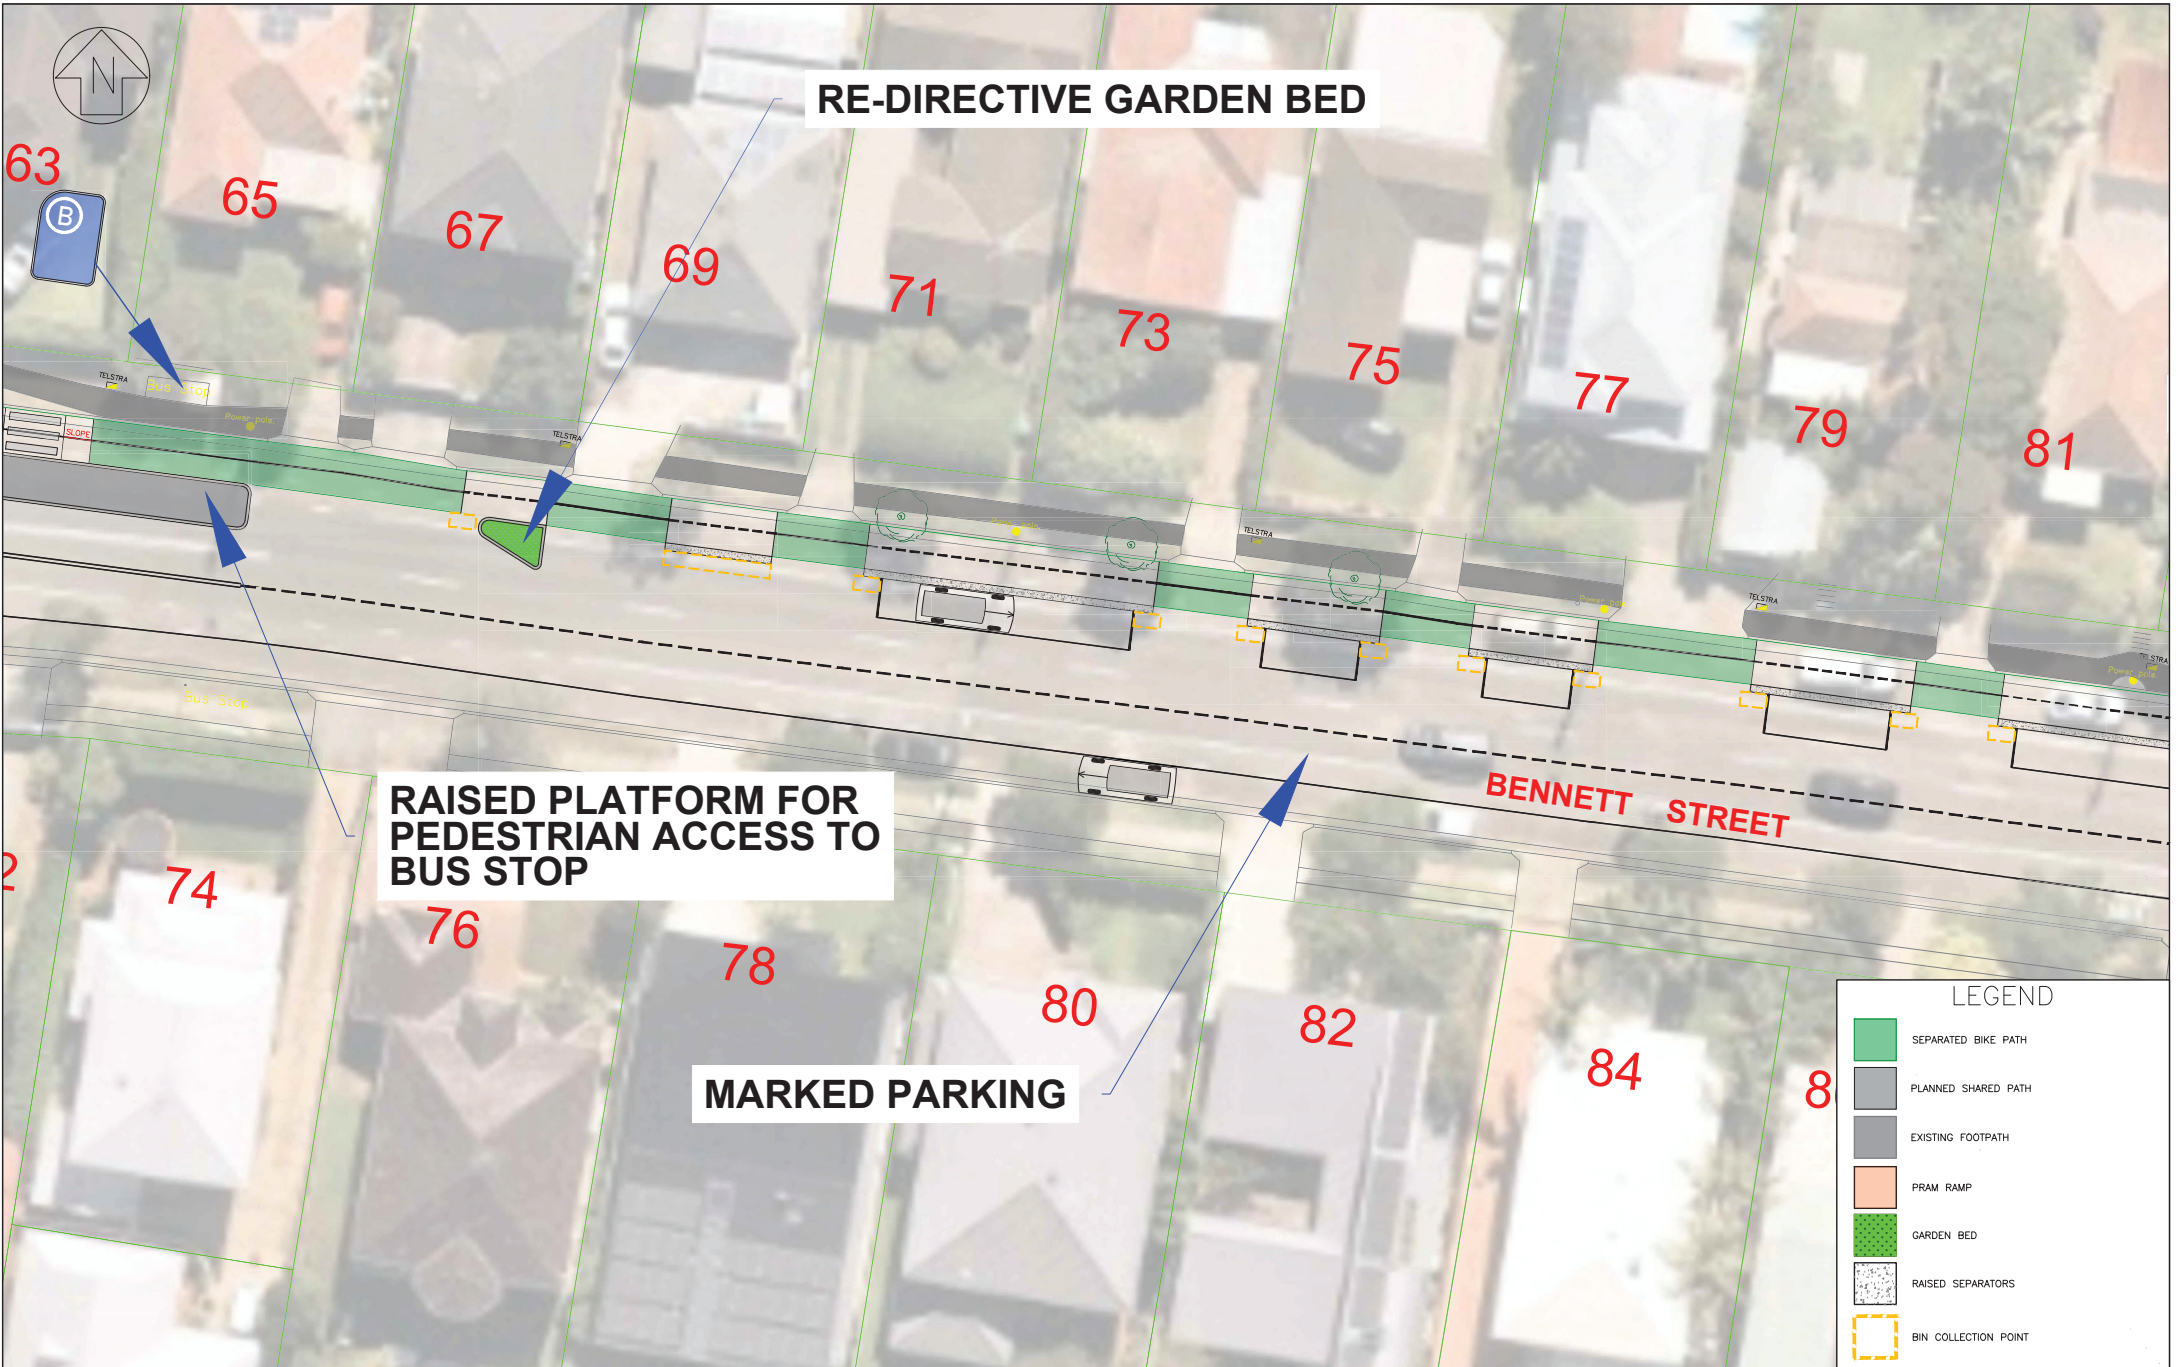 N
RE-DIRECTIVE GARDEN BED
63
65
67
69
71
73
75
77
79
81
B
TELSTRA
Bus Stop
Power pole
SLOPE
TELSTRA
TELSTRA
Power pole
TELSTRA
Power pole
Bus Stop
BENNETT STREET
RAISED PLATFORM FOR
PEDESTRIAN ACCESS TO
BUS STOP
74
76
78
80
82
84
MARKED PARKING
LEGEND
SEPARATED BIKE PATH
PLANNED SHARED PATH
EXISTING FOOTPATH
PRAM RAMP
GARDEN BED
RAISED SEPARATORS
BIN COLLECTION POINT